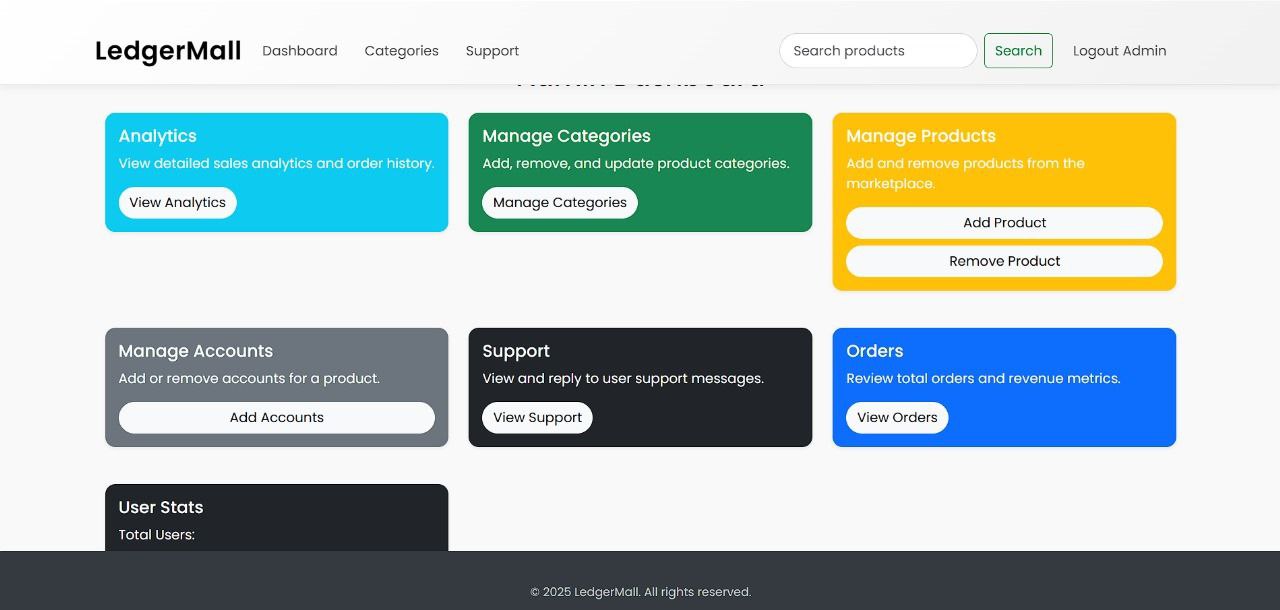 LedgerMall Dashboard Categories Support Search products Search Logout Admin
Admin Dashboard
Analytics
View detailed sales analytics and order history.
View Analytics
Manage Categories
Add, remove, and update product categories.
Manage Categories
Manage Products
Add and remove products from the
marketplace.
Add Product
Remove Product
Manage Accounts
Add or remove accounts for a product.
Add Accounts
Support
View and reply to user support messages.
View Support
Orders
Review total orders and revenue metrics.
View Orders
User Stats
Total Users:
© 2025 LedgerMall. All rights reserved.